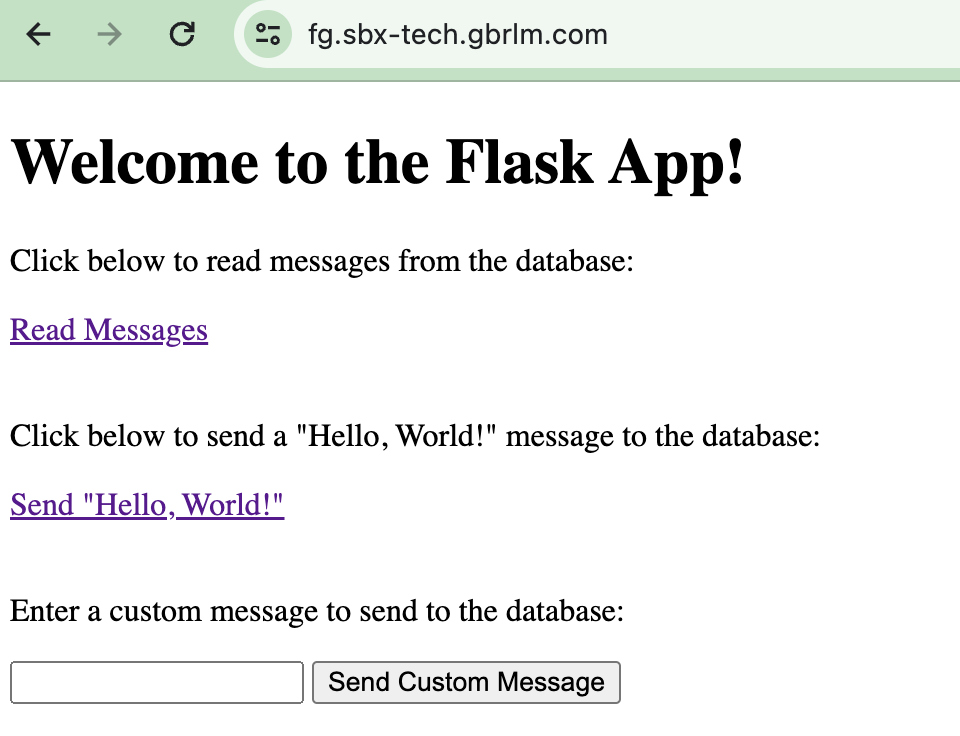 fg.sbx-tech.gbrlm.com
Welcome to the Flask App!
Click below to read messages from the database:
Read Messages
Click below to send a "Hello, World!" message to the database:
Send "Hello, World!"
Enter a custom message to send to the database:
Send Custom Message